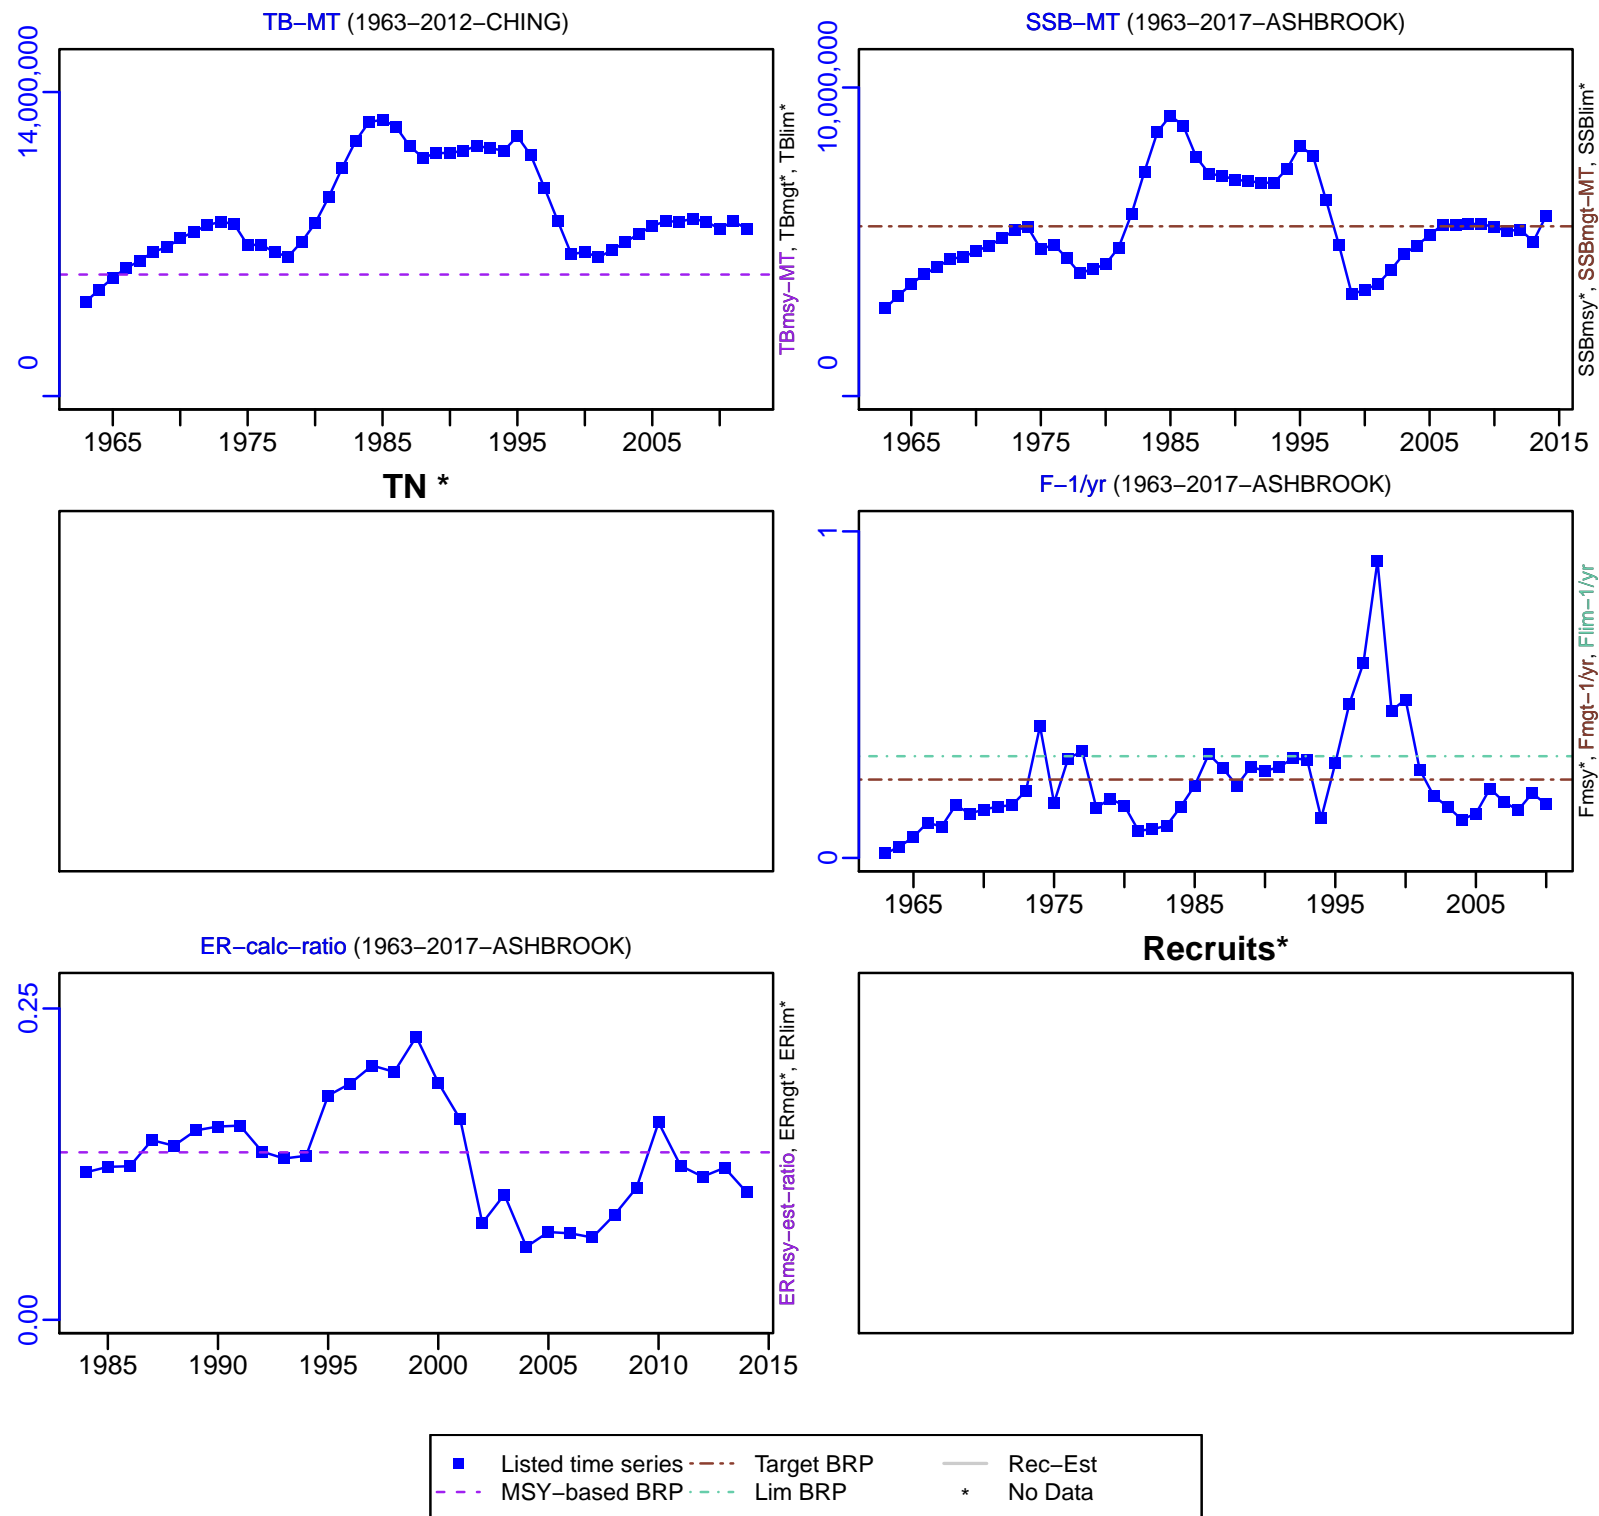 TB−MT (1963−2012−CHING)
14,000,000
0
1965 1975 1985 1995 2005
TBmsy−MT, TBmgt*, TBlim*
SSB−MT (1963−2017−ASHBROOK)
10,000,000
0
1965 1975 1985 1995 2005 2015
SSBmsy*, SSBmgt−MT, SSBlim*
TN *
F−1/yr (1963−2017−ASHBROOK)
1
0
1965 1975 1985 1995 2005
Fmsy*, Fmgt−1/yr, Flim−1/yr
ER−calc−ratio (1963−2017−ASHBROOK)
0.25
0.00
1985 1990 1995 2000 2005 2010 2015
ERmsy−est−ratio, ERmgt*, ERlim*
Recruits*
Listed time series Target BRP Rec−Est
MSY−based BRP Lim BRP * No Data